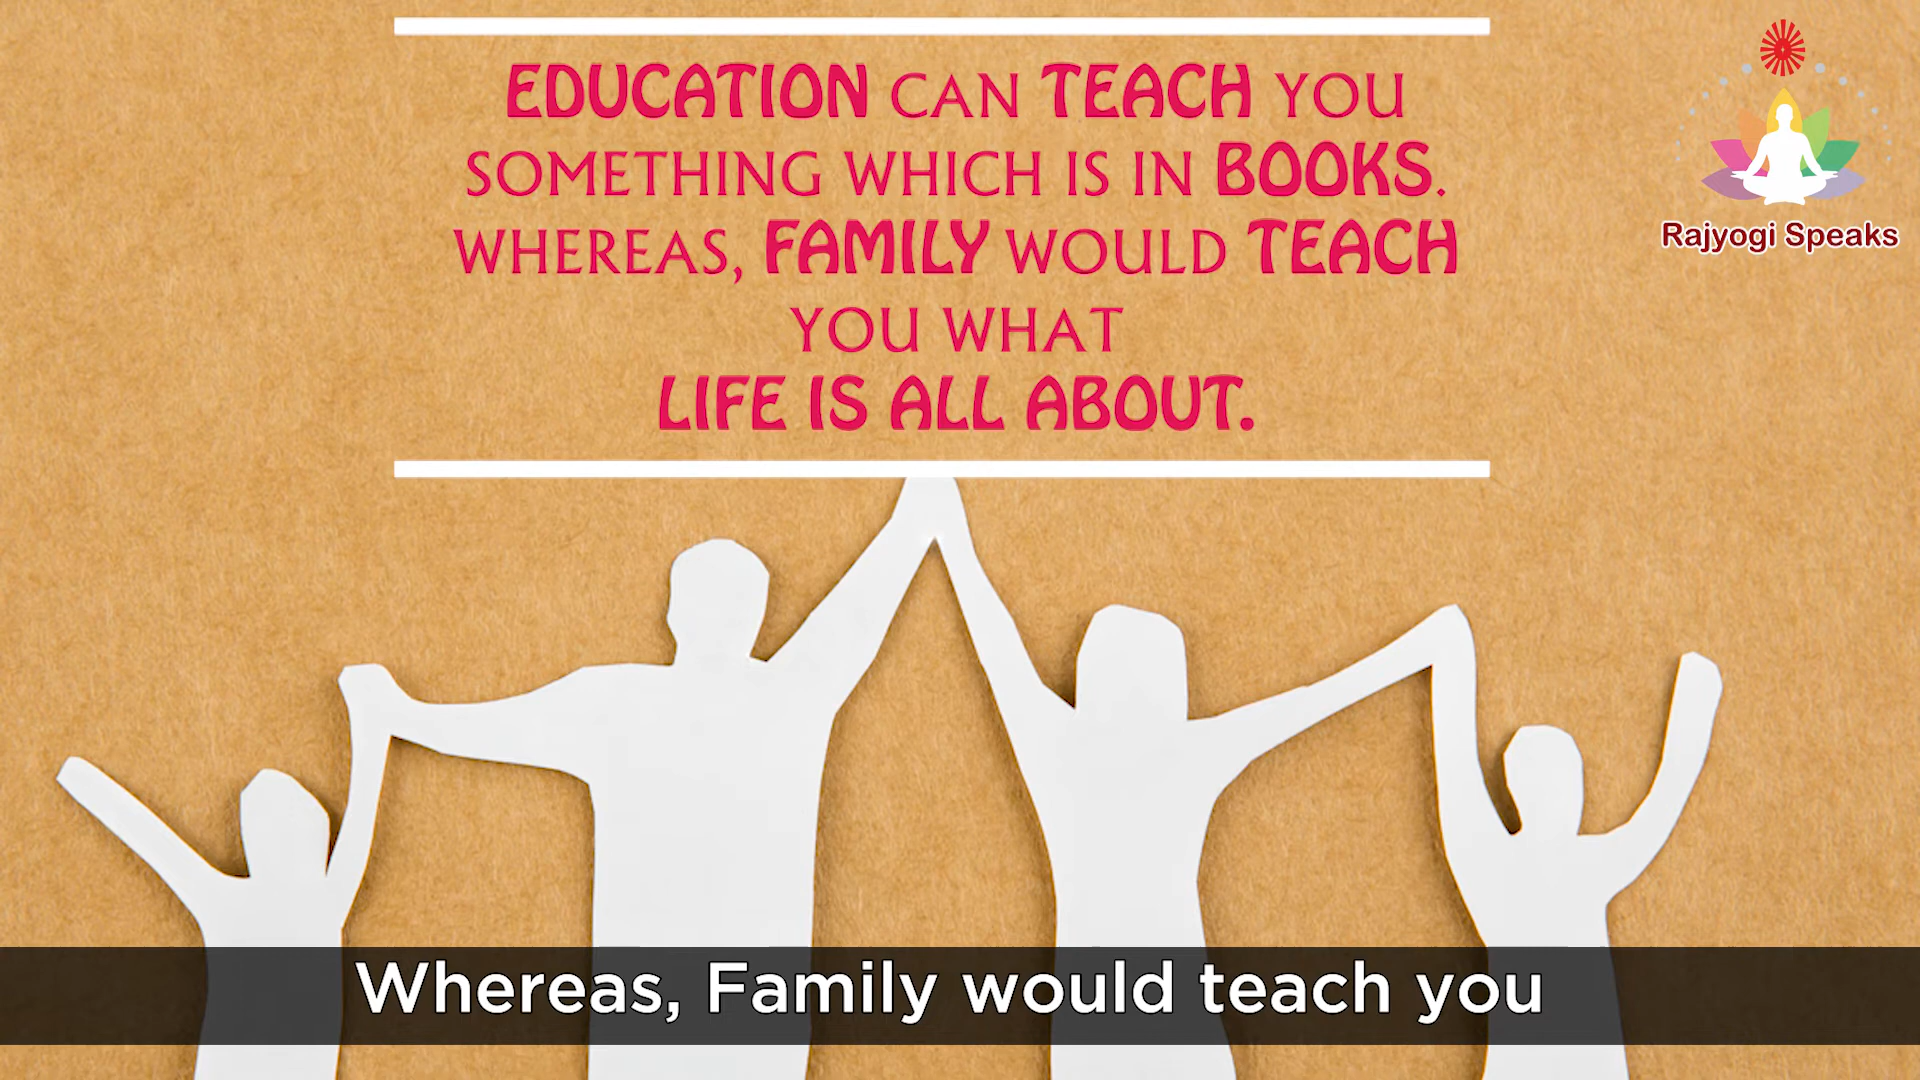 EDUCATION CAN TEACH YOU
SOMETHING WHICH IS IN BOOKS.
WHEREAS, FAMILY WOULD TEACH
YOU WHAT
LIFE IS ALL ABOUT.
Rajyogi Speaks
Whereas, Family would teach you